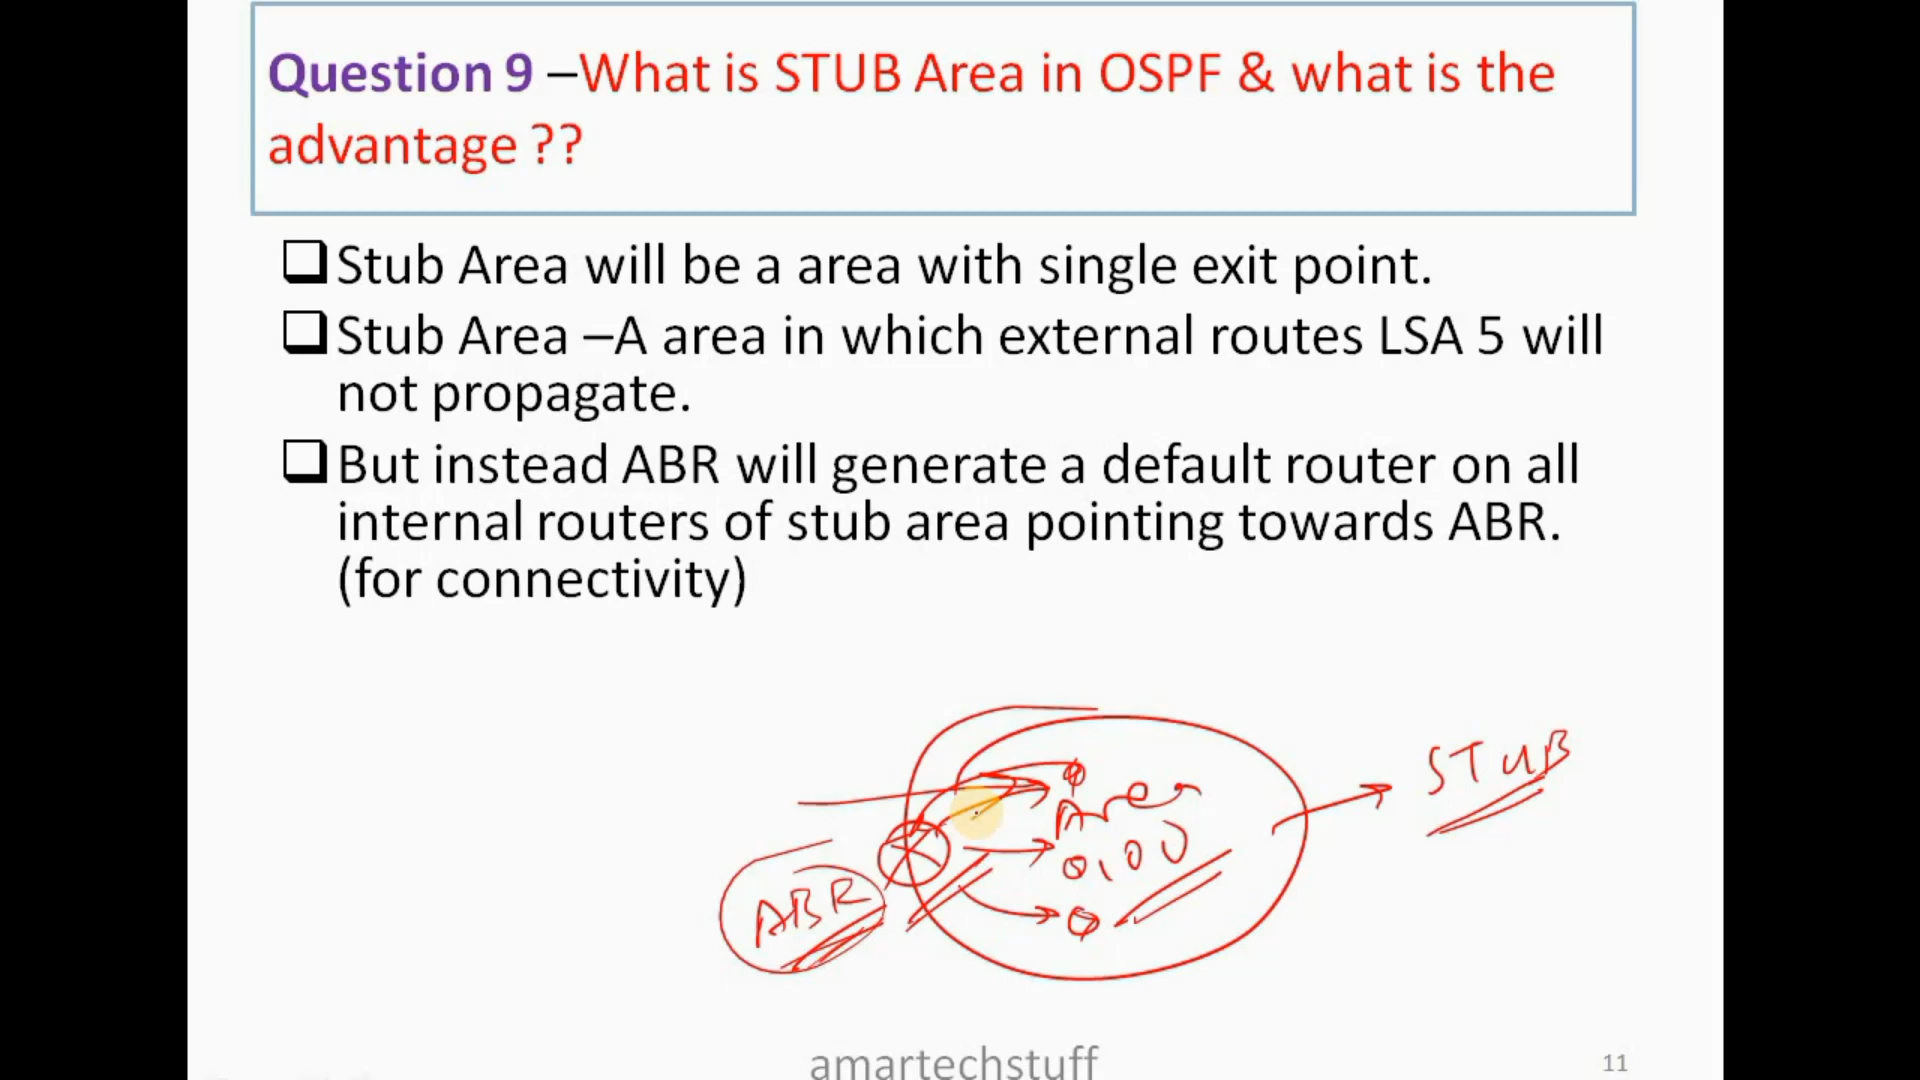 Question 9 –What is STUB Area in OSPF & what is the
advantage ??
Stub Area will be a area with single exit point.
Stub Area –A area in which external routes LSA 5 will
not propagate.
But instead ABR will generate a default router on all
internal routers of stub area pointing towards ABR.
(for connectivity)
STUB
Area
ABR
amartechstuff
11